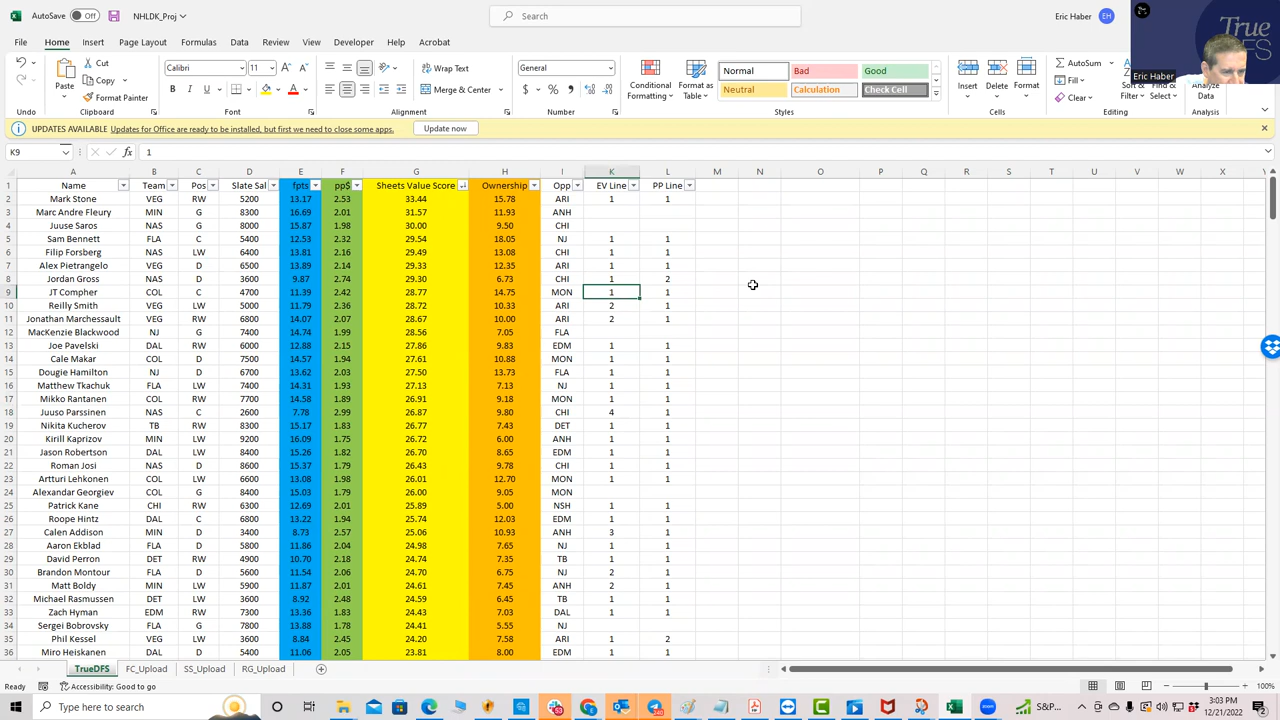 AutoSave Off NHLDK_Proj Search Eric Haber EH
File Home Insert Page Layout Formulas Data Review View Developer Help Acrobat
True
DFS
Eric Haber
Paste Cut Copy Format Painter
Calibri 11 Wrap Text Merge & Center General
Conditional Formatting Format as Table
Normal Bad Good
Neutral Calculation Check Cell
Insert Delete Format
AutoSum Fill Clear
Sort & Filter Find & Select Analyze Data
Undo Clipboard Font Alignment Number Styles Cells Editing Analysis
UPDATES AVAILABLE Updates for Office are ready to be installed, but first we need to close some apps. Update now
K9 fx 1
A B C D E F G H I K L M N O P Q R S T U V W X
1 Name Team Pos Slate Sal fpts pp$ Sheets Value Score Ownership Opp EV Line PP Line
2 Mark Stone VEG RW 5200 13.17 2.53 33.44 15.78 ARI 1 1
3 Marc Andre Fleury MIN G 8300 16.69 2.01 31.57 11.93 ANH
4 Juuse Saros NAS G 8000 15.87 1.98 30.00 9.50 CHI
5 Sam Bennett FLA C 5400 12.53 2.32 29.54 18.05 NJ 1 1
6 Filip Forsberg NAS LW 6400 13.81 2.16 29.49 13.08 CHI 1 1
7 Alex Pietrangelo VEG D 6500 13.89 2.14 29.33 12.35 ARI 1 1
8 Jordan Gross NAS D 3600 9.87 2.74 29.30 6.73 CHI 1 2
9 JT Compher COL C 4700 11.39 2.42 28.77 14.75 MON 1 1
10 Reilly Smith VEG LW 5000 11.79 2.36 28.72 10.33 ARI 2 1
11 Jonathan Marchessault VEG RW 6800 14.07 2.07 28.67 10.00 ARI 2 1
12 MacKenzie Blackwood NJ G 7400 14.74 1.99 28.56 7.05 FLA
13 Joe Pavelski DAL RW 6000 12.88 2.15 27.86 9.83 EDM 1 1
14 Cale Makar COL D 7500 14.57 1.94 27.61 10.88 MON 1 1
15 Dougie Hamilton NJ D 6700 13.62 2.03 27.50 13.73 FLA 1 1
16 Matthew Tkachuk FLA LW 7400 14.31 1.93 27.13 7.13 NJ 1 1
17 Mikko Rantanen COL RW 7700 14.58 1.89 26.91 9.18 MON 1 1
18 Juuso Parssinen NAS C 2600 7.78 2.99 26.87 9.80 CHI 4 1
19 Nikita Kucherov TB RW 8300 15.17 1.83 26.77 7.43 DET 1 1
20 Kirill Kaprizov MIN LW 9200 16.09 1.75 26.72 6.00 ANH 1 1
21 Jason Robertson DAL LW 8400 15.26 1.82 26.70 8.65 EDM 1 1
22 Roman Josi NAS D 8600 15.37 1.79 26.43 9.78 CHI 1 1
23 Artturi Lehkonen COL LW 6600 13.08 1.98 26.01 12.70 MON 1 1
24 Alexandar Georgiev COL G 8400 15.03 1.79 26.00 9.05 MON
25 Patrick Kane CHI RW 6300 12.69 2.01 25.89 5.00 NSH 1 1
26 Roope Hintz DAL C 6800 13.22 1.94 25.74 12.03 EDM 1 1
27 Calen Addison MIN D 3400 8.73 2.57 25.06 10.93 ANH 3 1
28 Aaron Ekblad FLA D 5800 11.86 2.04 24.98 7.65 NJ 1 1
29 David Perron DET RW 4900 10.70 2.18 24.74 7.35 TB 1 1
30 Brandon Montour FLA D 5600 11.54 2.06 24.70 6.75 NJ 2 1
31 Matt Boldy MIN LW 5900 11.87 2.01 24.61 7.45 ANH 2 1
32 Michael Rasmussen DET LW 3600 8.92 2.48 24.59 6.45 TB 1 1
33 Zach Hyman EDM RW 7300 13.36 1.83 24.43 7.03 DAL 1 1
34 Sergei Bobrovsky FLA G 7800 13.88 1.78 24.41 5.55 NJ
35 Phil Kessel VEG LW 3600 8.84 2.45 24.20 7.58 ARI 1 2
36 Miro Heiskanen DAL D 5400 11.06 2.05 23.81 8.00 EDM 1 1
TrueDFS FC_Upload SS_Upload RG_Upload
Ready Accessibility: Good to go 100%
Type here to search S&P... 3:03 PM
12/21/2022